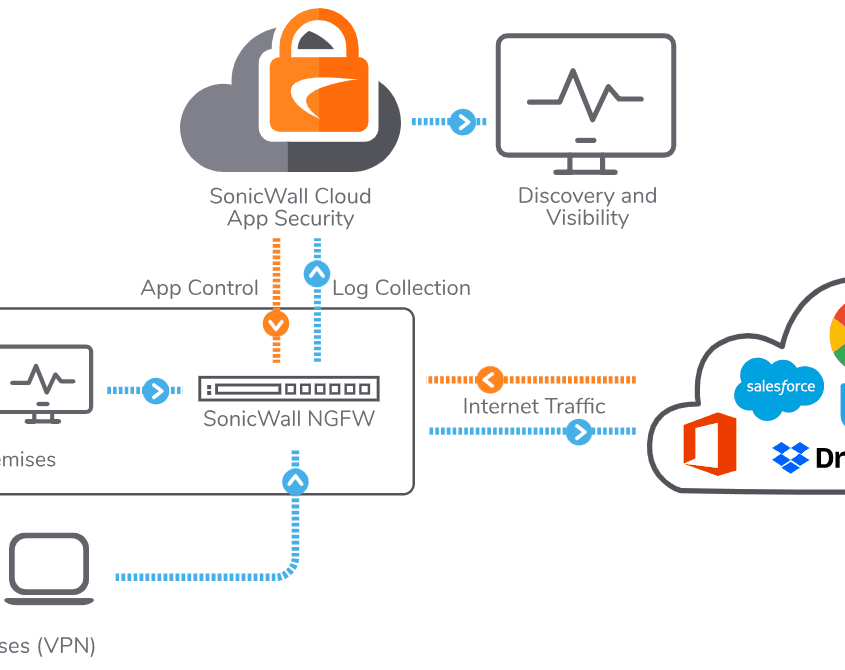 SonicWall Cloud
App Security
Discovery and
Visibility
App Control
Log Collection
SonicWall NGFW
Internet Traffic
salesforce
Dr
emises
ses (VPN)